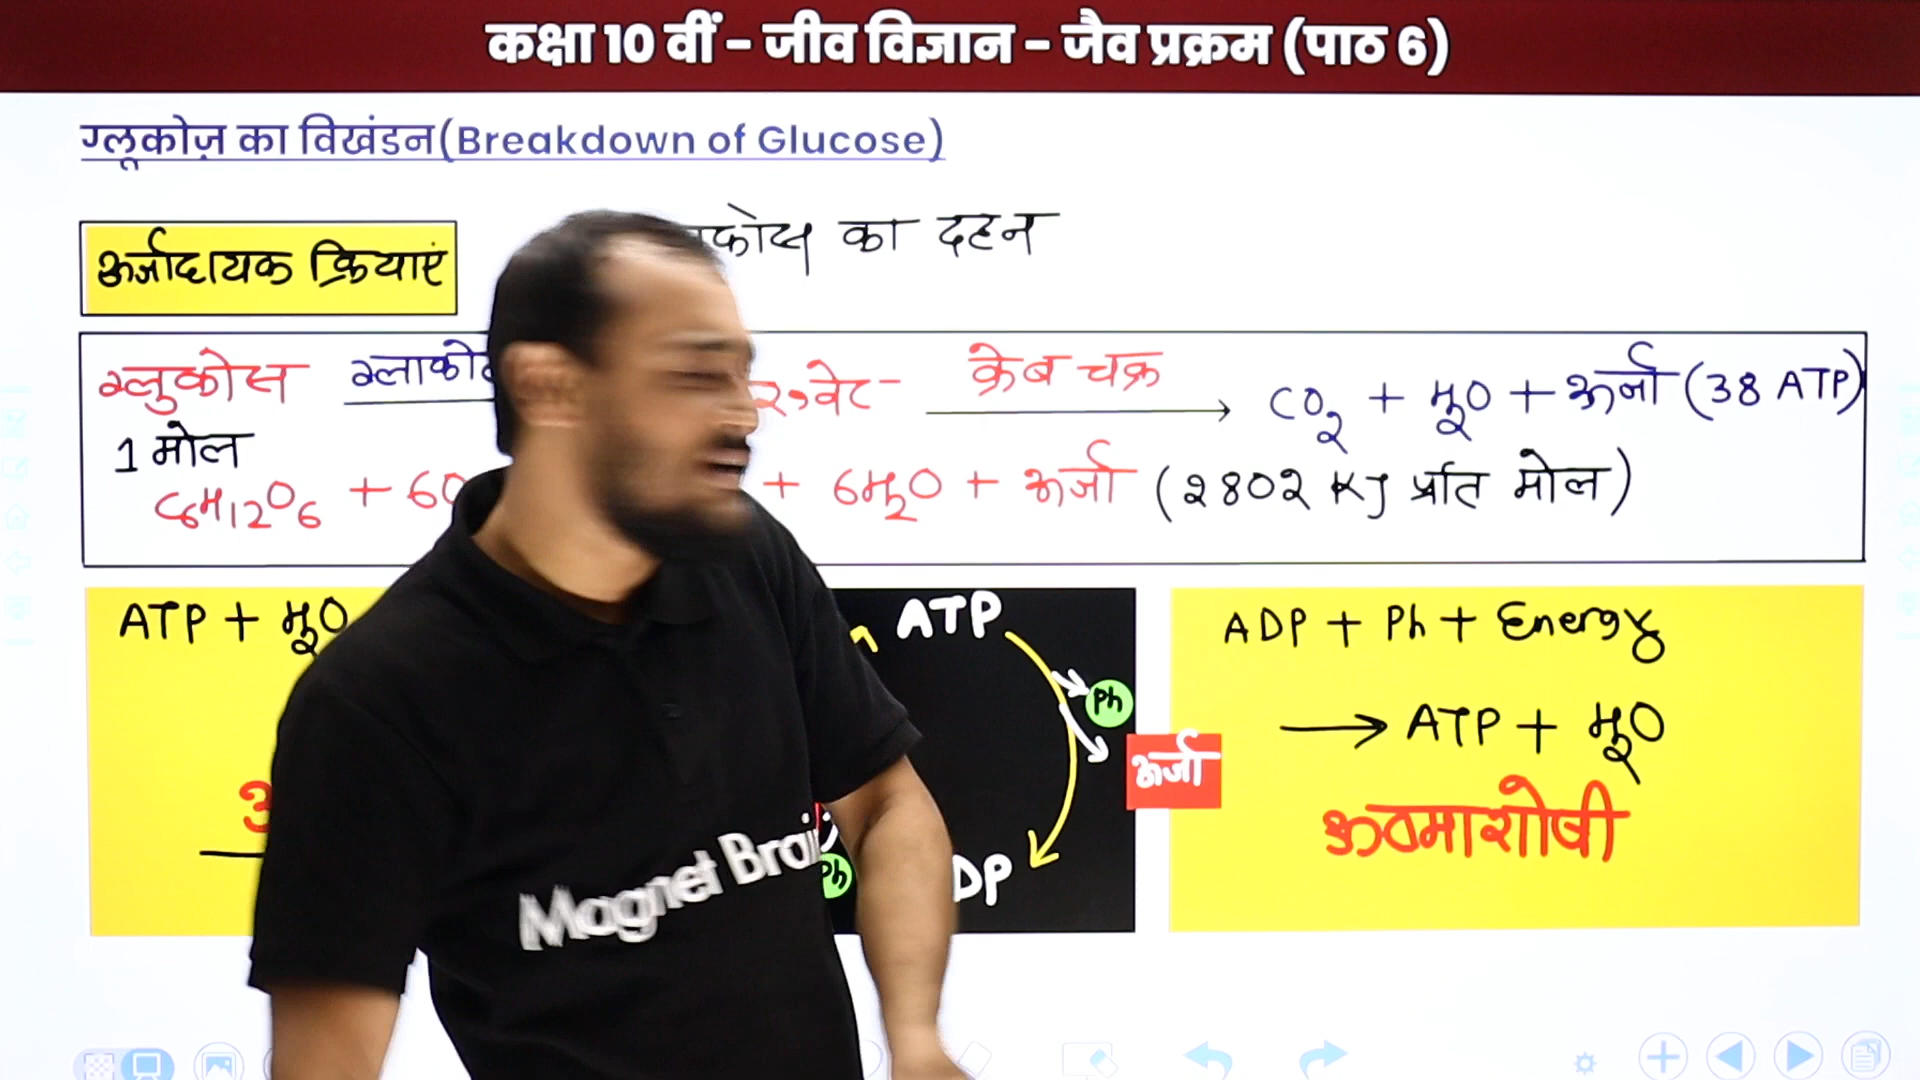 कक्षा 10 वीं - जीव विज्ञान - जैव प्रक्रम (पाठ 6)
ग्लूकोज़ का विखंडन (Breakdown of Glucose)
का दहन
ऊर्जादायक क्रियाएं
ग्लुकोस क्रेब चक्र CO2 + H2O + ऊर्जा (38 ATP)
1 मोल
C6H12O6 + 6O + 6H2O + ऊर्जा (2802 KJ प्रति मोल)
ATP + H2O
ATP
Ph
ऊर्जा
Ph
DP
ADP + Ph + Energy
→ ATP + H2O
ऊष्माशोषी
Magnet Brai